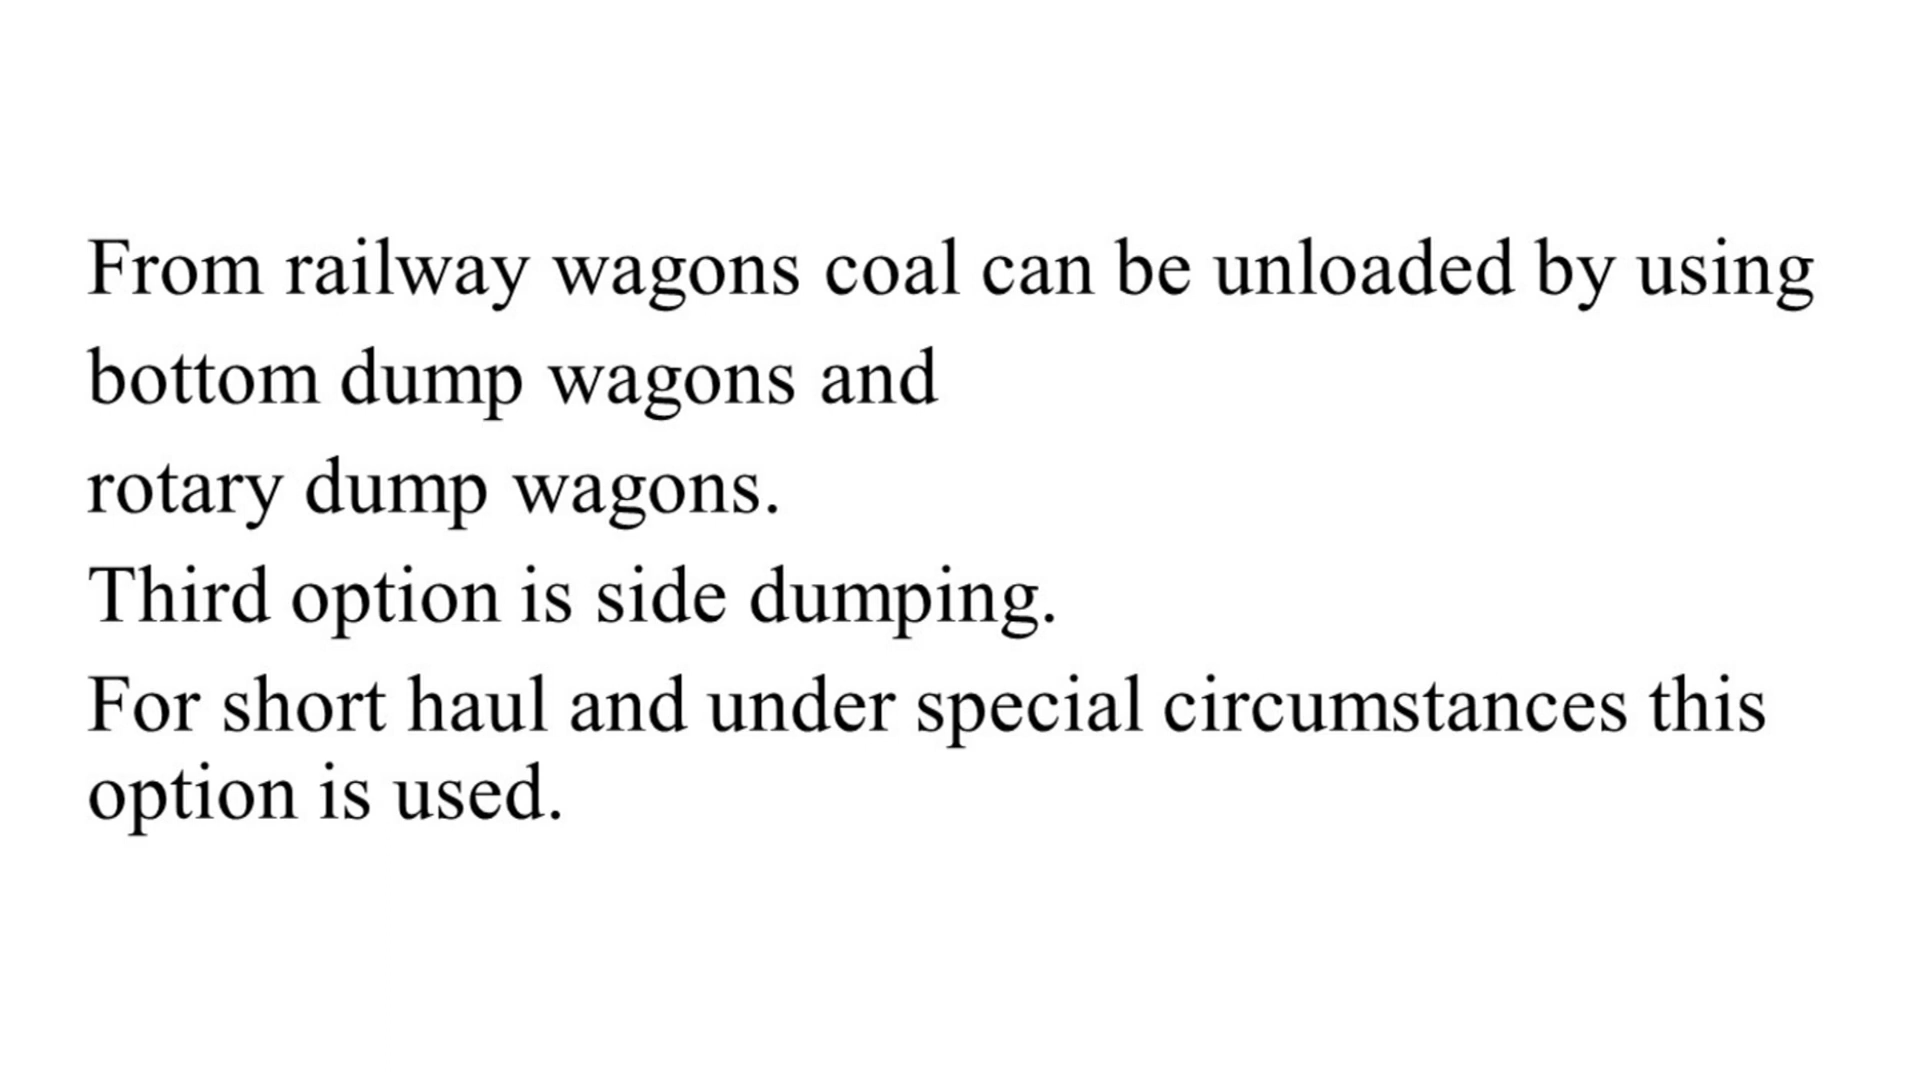 From railway wagons coal can be unloaded by using
bottom dump wagons and
rotary dump wagons.
Third option is side dumping.
For short haul and under special circumstances this
option is used.